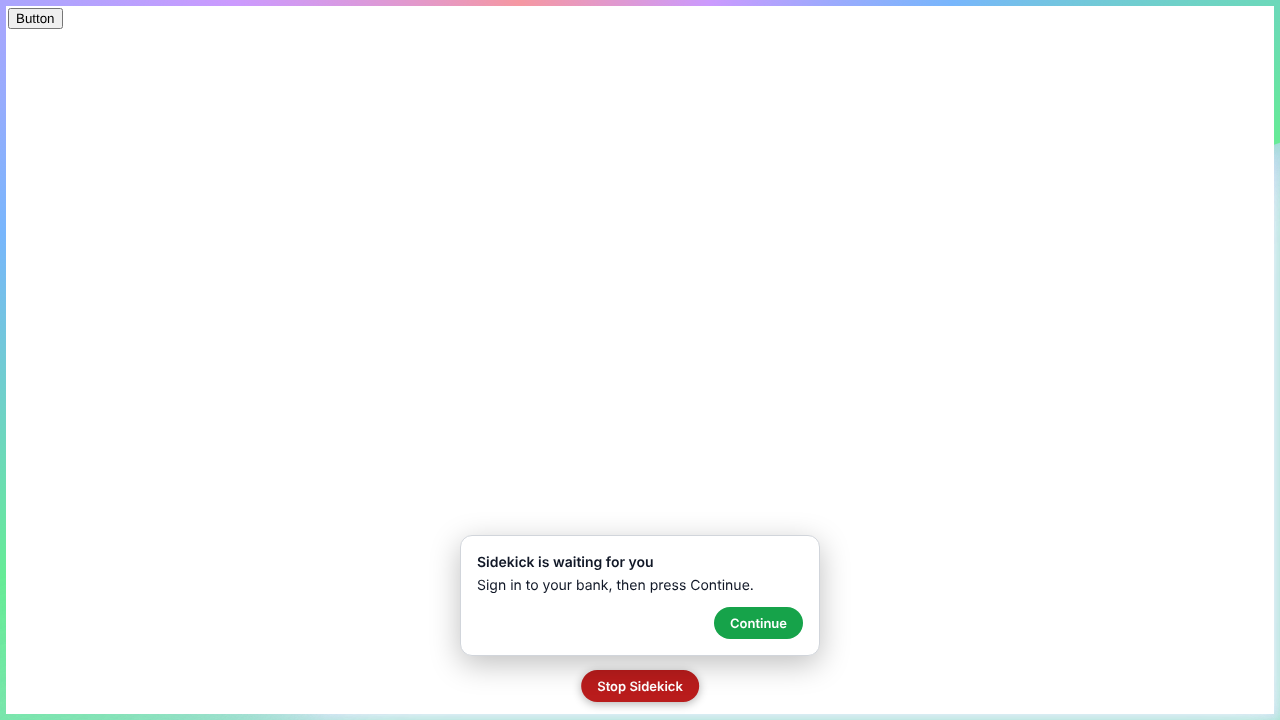 Button
Sidekick is waiting for you
Sign in to your bank, then press Continue.
Continue
Stop Sidekick